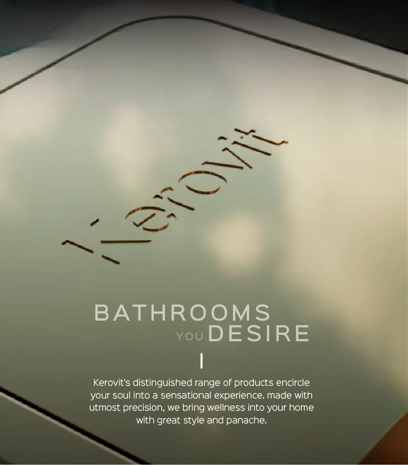 Kerovit
BATHROOMS
YOU DESIRE
Kerovit's distinguished range of products encircle
your soul into a sensational experience. made with
utmost precision, we bring wellness into your home
with great style and panache.